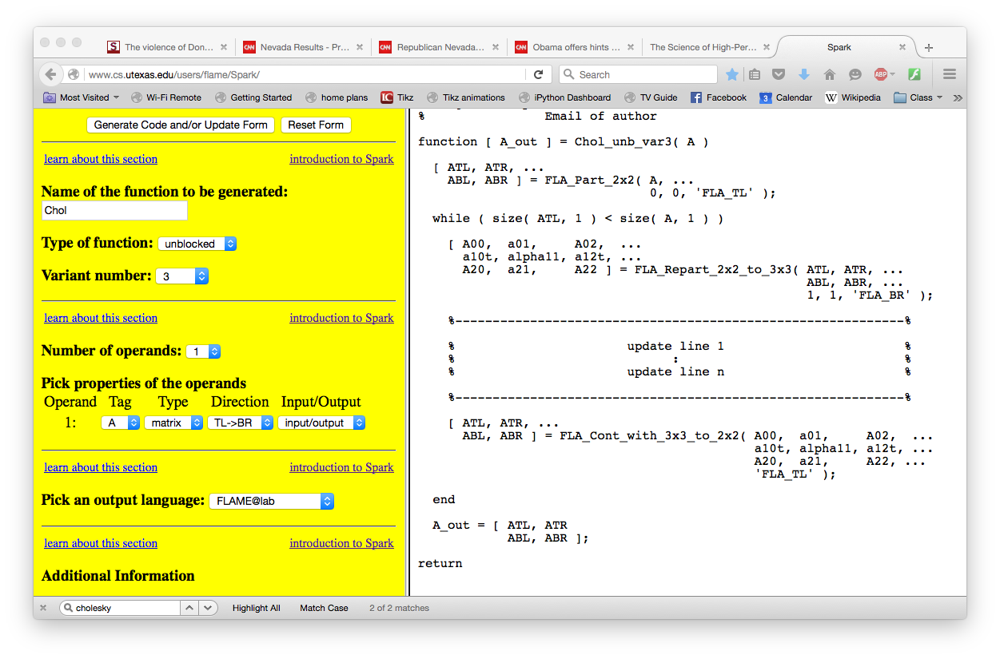 The violence of Don...
Nevada Results - Pr...
Republican Nevada...
Obama offers hints ...
The Science of High-Per...
Spark
www.cs.utexas.edu/users/flame/Spark/
Search
ABP
Most Visited
Wi-Fi Remote
Getting Started
home plans
Tikz
Tikz animations
iPython Dashboard
TV Guide
Facebook
Calendar
Wikipedia
Class
Generate Code and/or Update Form Reset Form
learn about this section introduction to Spark
Name of the function to be generated:
Chol
Type of function: unblocked
Variant number: 3
learn about this section introduction to Spark
Number of operands: 1
Pick properties of the operands
Operand Tag Type Direction Input/Output
1: A matrix TL->BR input/output
learn about this section introduction to Spark
Pick an output language: FLAME@lab
learn about this section introduction to Spark
Additional Information
% Email of author
function [ A_out ] = Chol_unb_var3( A )
[ ATL, ATR, ...
ABL, ABR ] = FLA_Part_2x2( A, ...
0, 0, 'FLA_TL' );
while ( size( ATL, 1 ) < size( A, 1 ) )
[ A00, a01, A02, ...
a10t, alpha11, a12t, ...
A20, a21, A22 ] = FLA_Repart_2x2_to_3x3( ATL, ATR, ...
ABL, ABR, ...
1, 1, 'FLA_BR' );
%------------------------------------------------------------%
% update line 1 %
% : %
% update line n %
%------------------------------------------------------------%
[ ATL, ATR, ...
ABL, ABR ] = FLA_Cont_with_3x3_to_2x2( A00, a01, A02, ...
a10t, alpha11, a12t, ...
A20, a21, A22, ...
'FLA_TL' );
end
A_out = [ ATL, ATR
ABL, ABR ];
return
cholesky
Highlight All
Match Case
2 of 2 matches